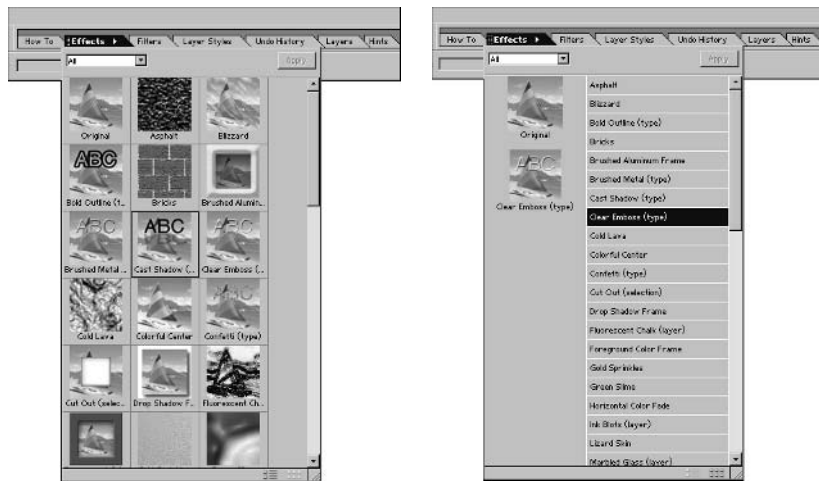 How To Effects Filters Layer Styles Undo History Layers Hints
All Apply
Original Asphalt Blizzard
ABC
Bold Outline (t... Bricks Brushed Alumin...
ABC ABC ABC
Brushed Metal ... Cast Shadow (... Clear Emboss (...
ABC
Cold Lava Colorful Center Confetti (type)
Cut Out (selec... Drop Shadow F... Fluorescent Ch...
How To Effects Filters Layer Styles Undo History Layers Hints
All Apply
Original
ABC
Clear Emboss (type)
Asphalt
Blizzard
Bold Outline (type)
Bricks
Brushed Aluminum Frame
Brushed Metal (type)
Cast Shadow (type)
Clear Emboss (type)
Cold Lava
Colorful Center
Confetti (type)
Cut Out (selection)
Drop Shadow Frame
Fluorescent Chalk (layer)
Foreground Color Frame
Gold Sprinkles
Green Slime
Horizontal Color Fade
Ink Blots (layer)
Lizard Skin
Marbled Glass (layer)